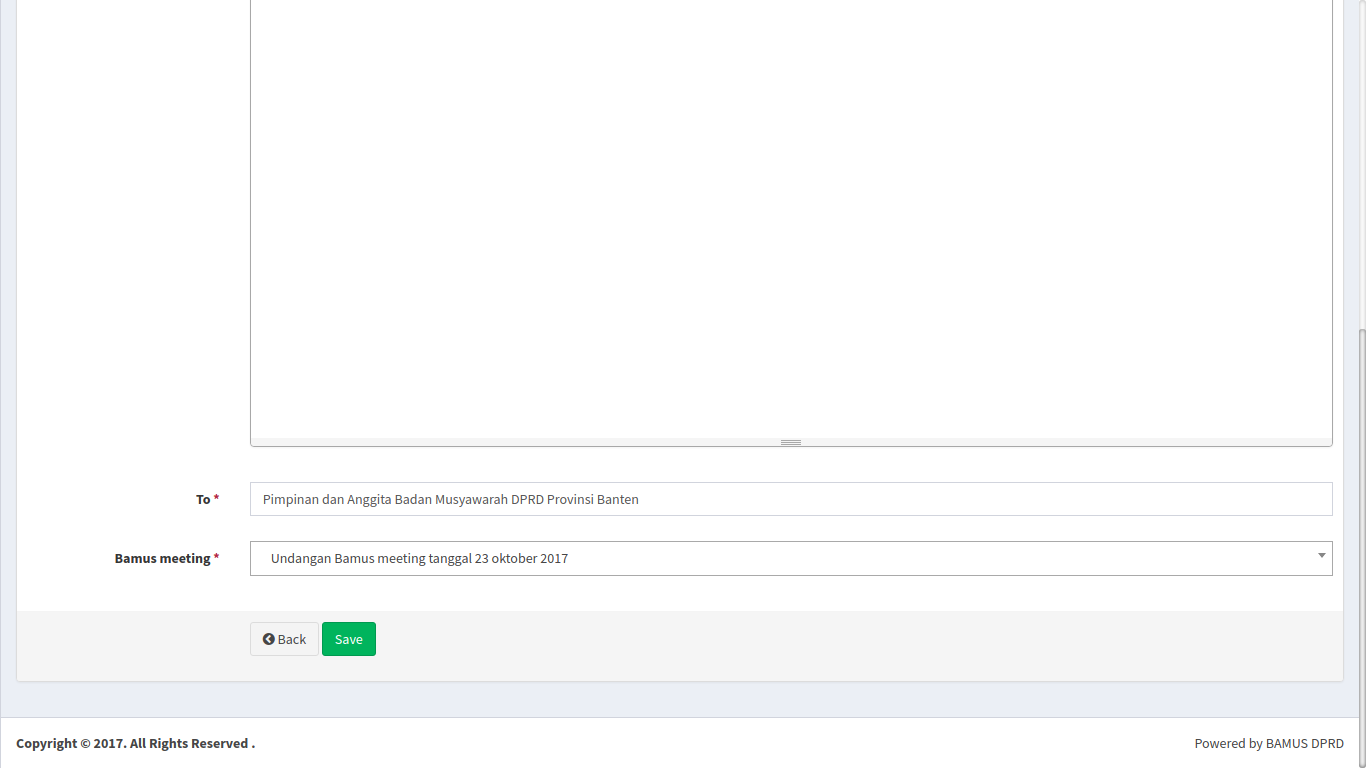 To *
Pimpinan dan Anggita Badan Musyawarah DPRD Provinsi Banten
Bamus meeting *
Undangan Bamus meeting tanggal 23 oktober 2017
Back
Save
Copyright © 2017. All Rights Reserved .
Powered by BAMUS DPRD